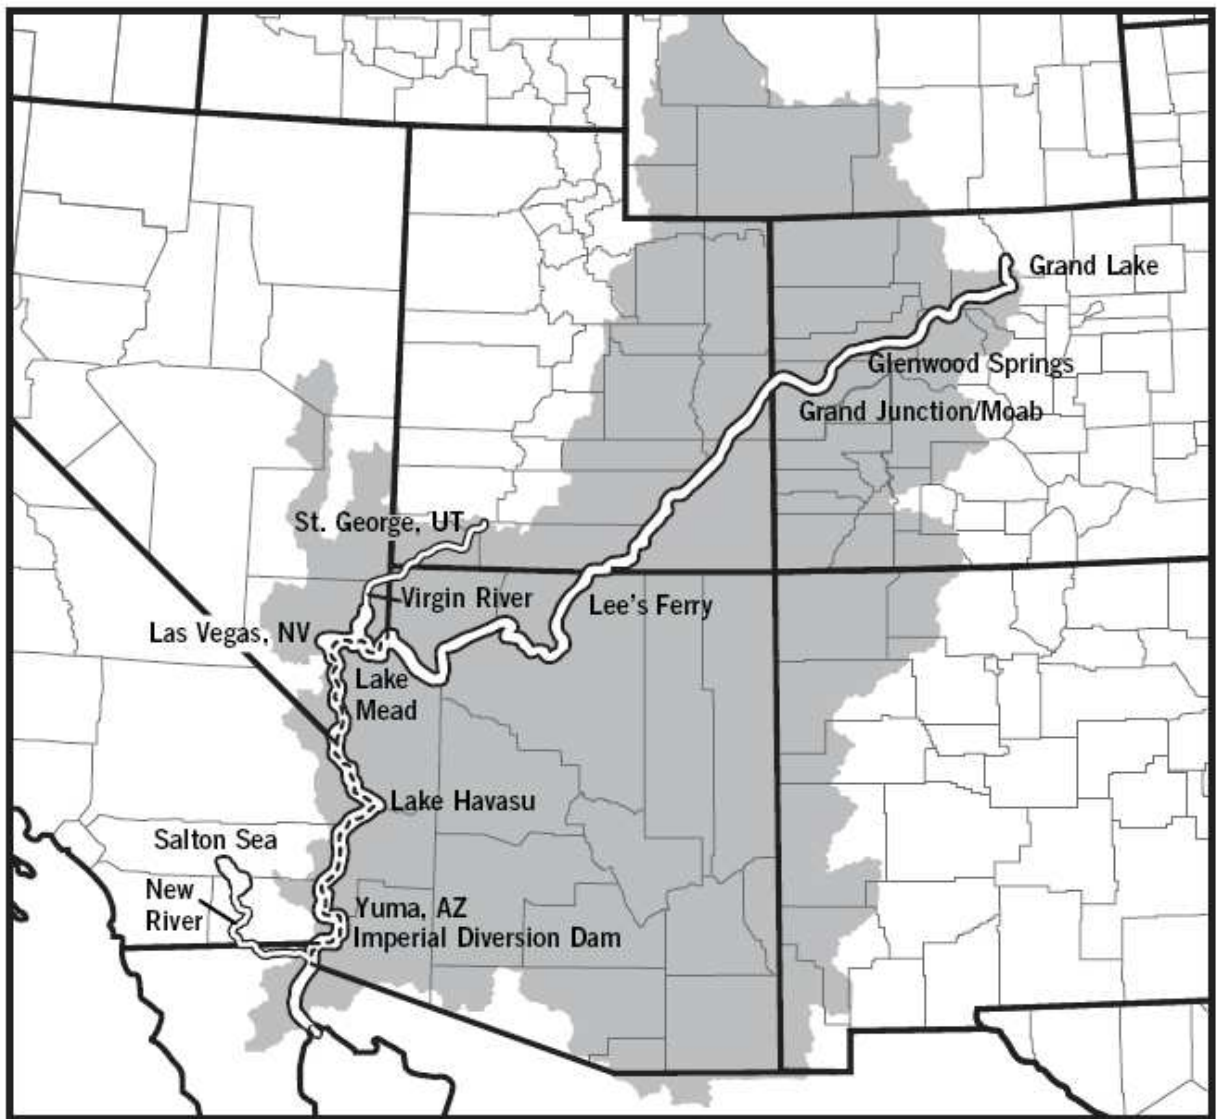 Grand Lake
Glenwood Springs
Grand Junction/Moab
St. George, UT
Virgin River
Lee's Ferry
Las Vegas, NV
Lake
Mead
Lake Havasu
Salton Sea
New
River
Yuma, AZ
Imperial Diversion Dam